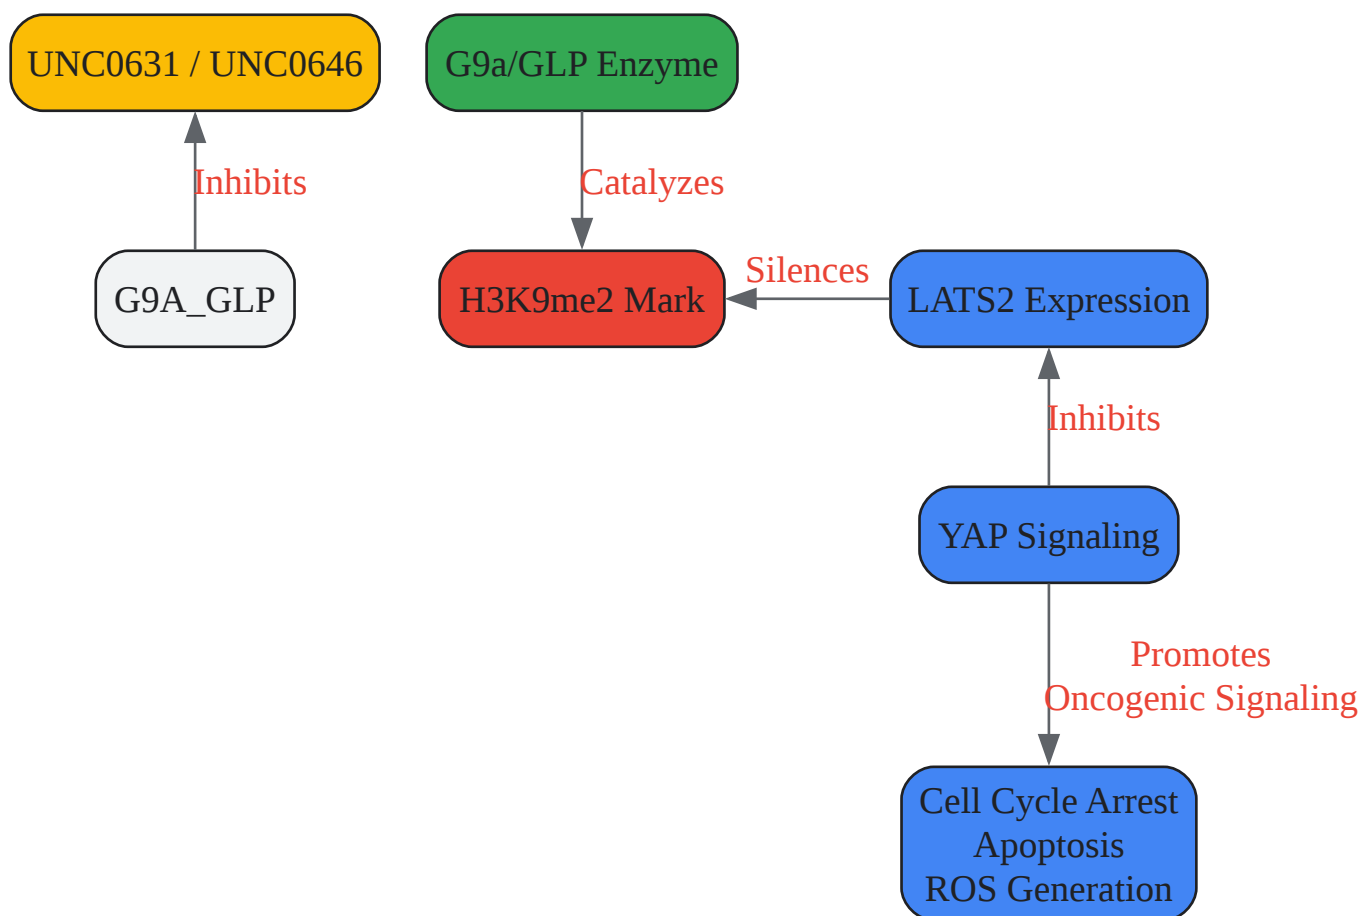 UNC0631 / UNC0646
G9a/GLP Enzyme
Inhibits
Catalyzes
G9A_GLP
H3K9me2 Mark
Silences
LATS2 Expression
Inhibits
YAP Signaling
Promotes
Oncogenic Signaling
Cell Cycle Arrest
Apoptosis
ROS Generation